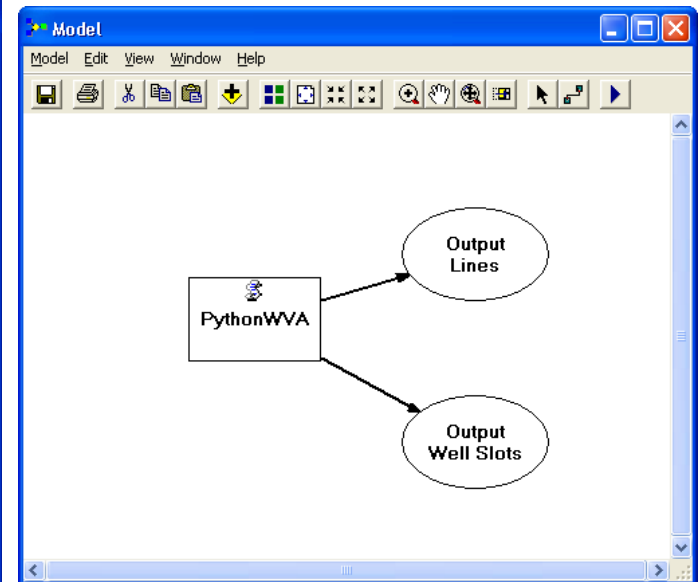 Model
Model Edit View Window Help
Output
Lines
PythonWVA
Output
Well Slots